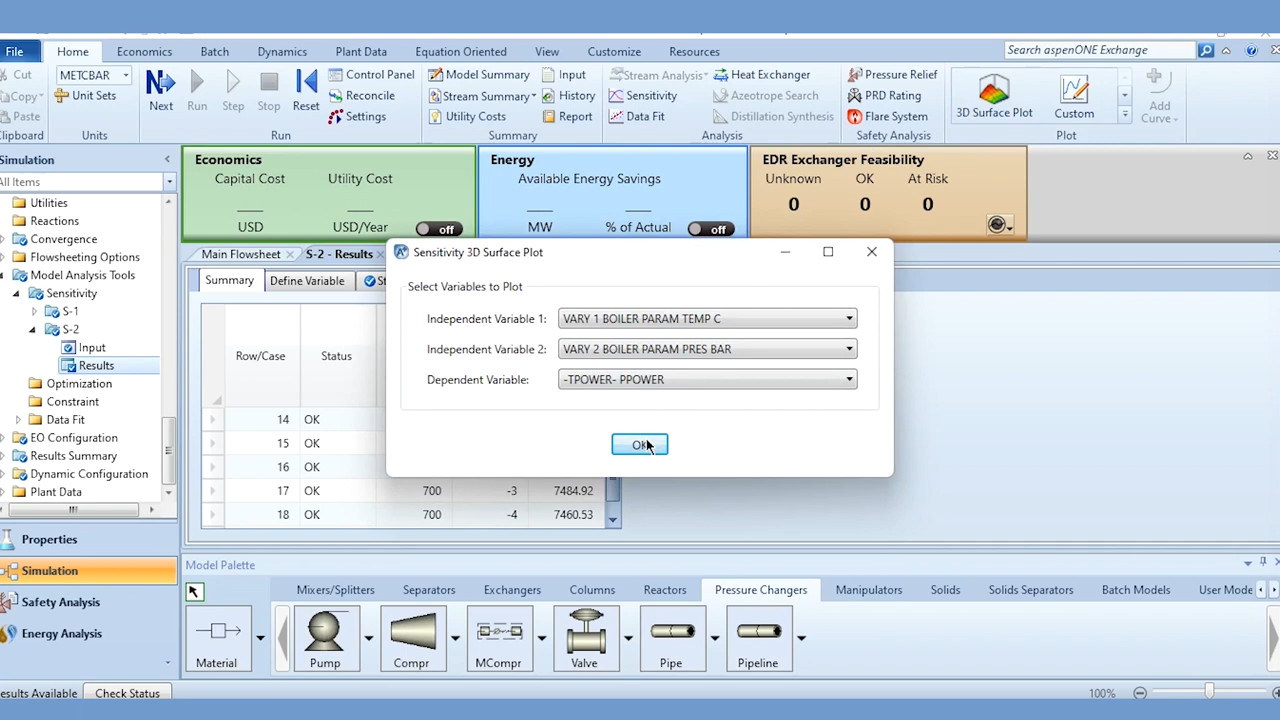 File Home Economics Batch Dynamics Plant Data Equation Oriented View Customize Resources Search aspenONE Exchange
Cut METCBAR Control Panel Model Summary Input Stream Analysis Heat Exchanger Pressure Relief
Copy Unit Sets Next Run Step Stop Reset Reconcile Stream Summary History Sensitivity Azeotrope Search PRD Rating 3D Surface Plot Custom Add Curve
Paste Settings Utility Costs Report Data Fit Distillation Synthesis Flare System
Clipboard Units Run Summary Analysis Safety Analysis Plot
Simulation
All Items
Utilities
Reactions
Convergence
Flowsheeting Options
Model Analysis Tools
Sensitivity
S-1
S-2
Input
Results
Optimization
Constraint
Data Fit
EO Configuration
Results Summary
Dynamic Configuration
Plant Data
Properties
Simulation
Safety Analysis
Energy Analysis
Economics Energy EDR Exchanger Feasibility
Capital Cost Utility Cost Available Energy Savings Unknown OK At Risk
0 0 0
USD USD/Year off MW % of Actual off
Main Flowsheet S-2 - Results
Summary Define Variable St
Row/Case Status
14 OK
15 OK
16 OK
17 OK 700 -3 7484.92
18 OK 700 -4 7460.53
Sensitivity 3D Surface Plot
Select Variables to Plot
Independent Variable 1: VARY 1 BOILER PARAM TEMP C
Independent Variable 2: VARY 2 BOILER PARAM PRES BAR
Dependent Variable: -TPOWER- PPOWER
OK
Model Palette
Mixers/Splitters Separators Exchangers Columns Reactors Pressure Changers Manipulators Solids Solids Separators Batch Models User Mode
Material Pump Compr MCompr Valve Pipe Pipeline
Results Available Check Status 100%